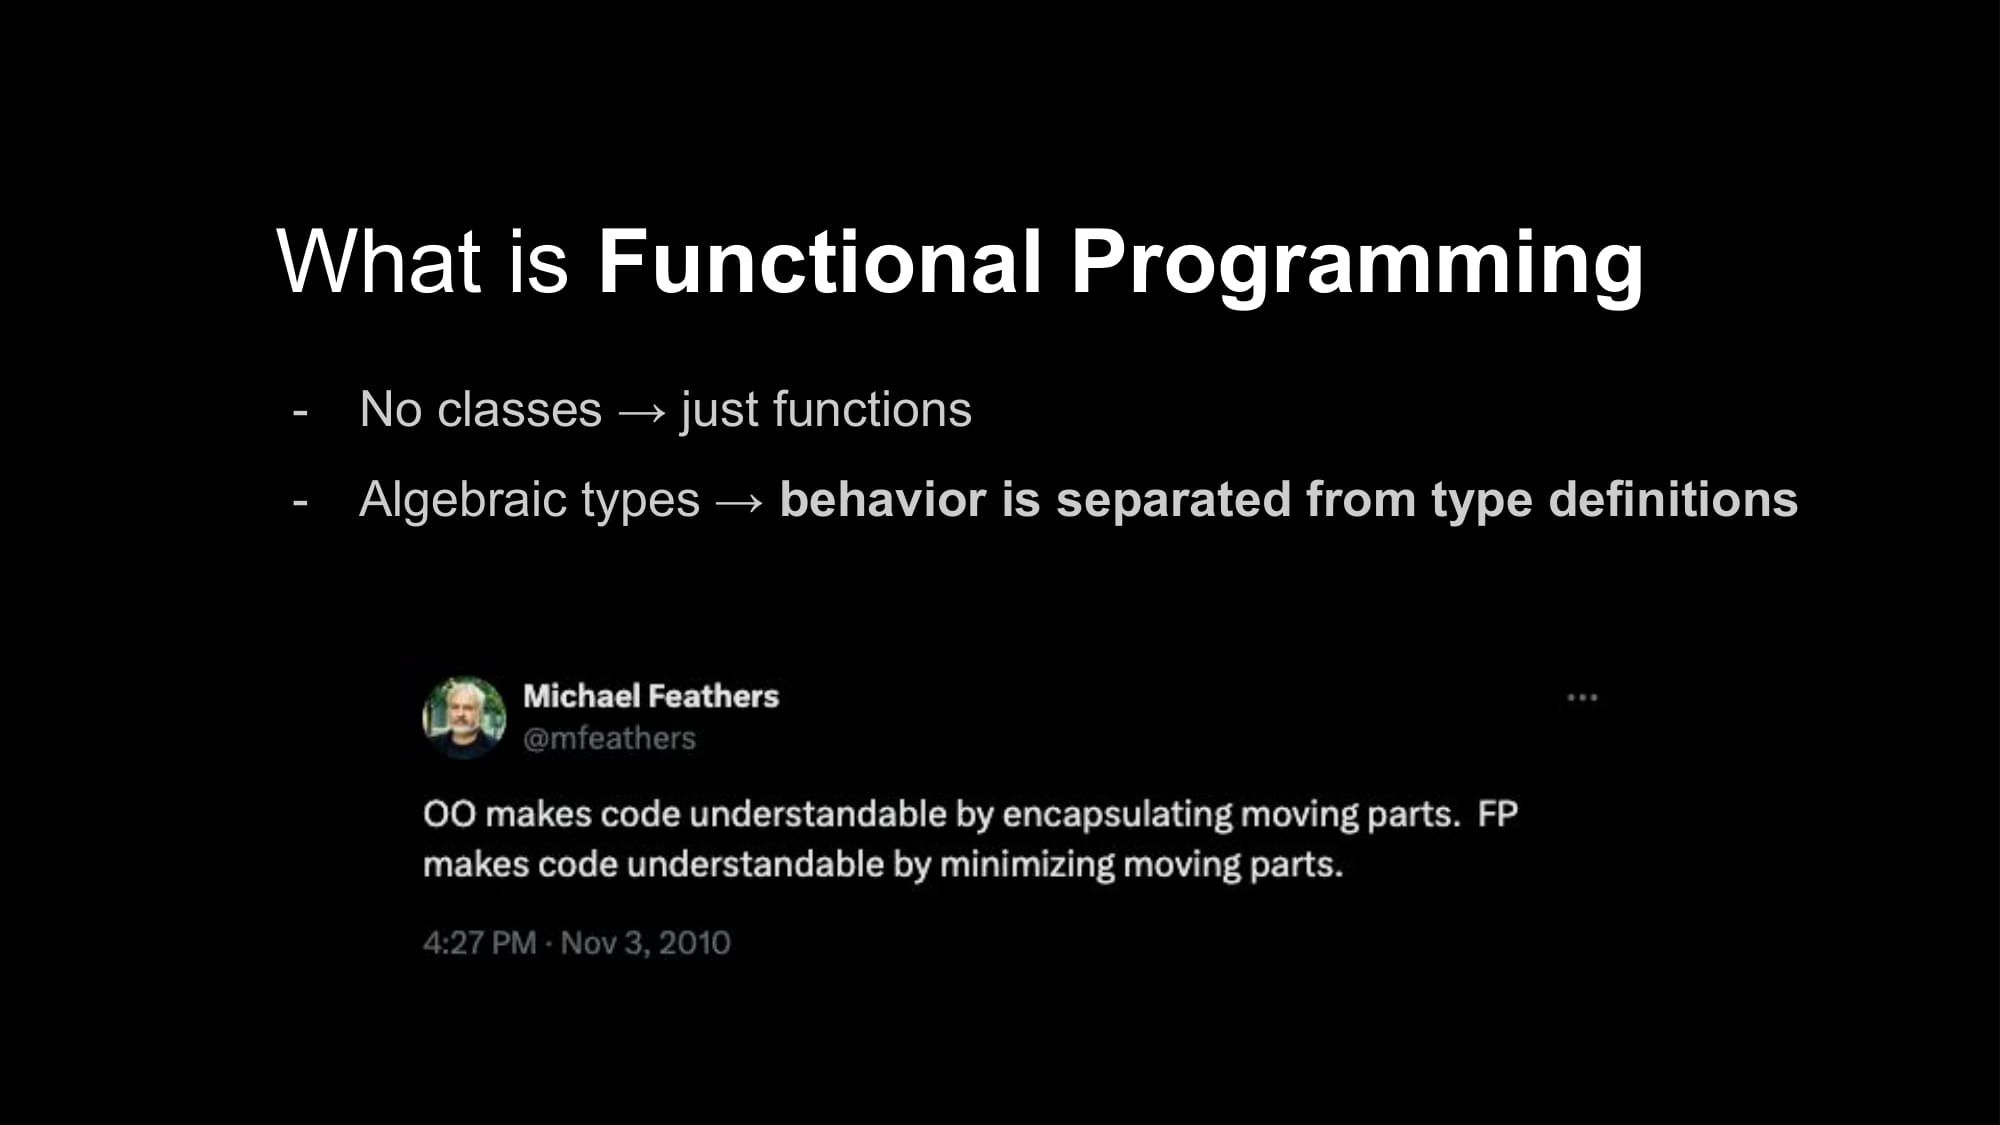 What is Functional Programming
- No classes → just functions
- Algebraic types → behavior is separated from type definitions
Michael Feathers
@mfeathers
OO makes code understandable by encapsulating moving parts.  FP
makes code understandable by minimizing moving parts.
4:27 PM · Nov 3, 2010